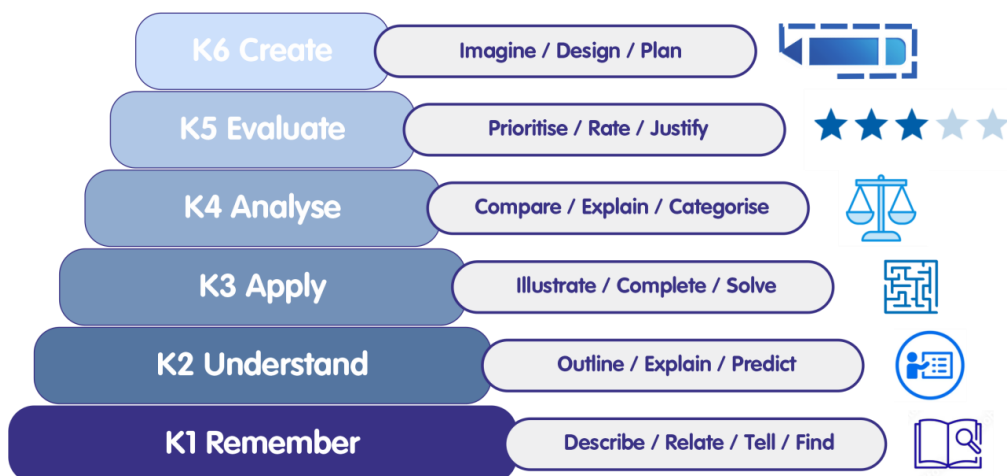 K6 Create
Imagine / Design / Plan
K5 Evaluate
Prioritise / Rate / Justify
K4 Analyse
Compare / Explain / Categorise
K3 Apply
Illustrate / Complete / Solve
K2 Understand
Outline / Explain / Predict
K1 Remember
Describe / Relate / Tell / Find